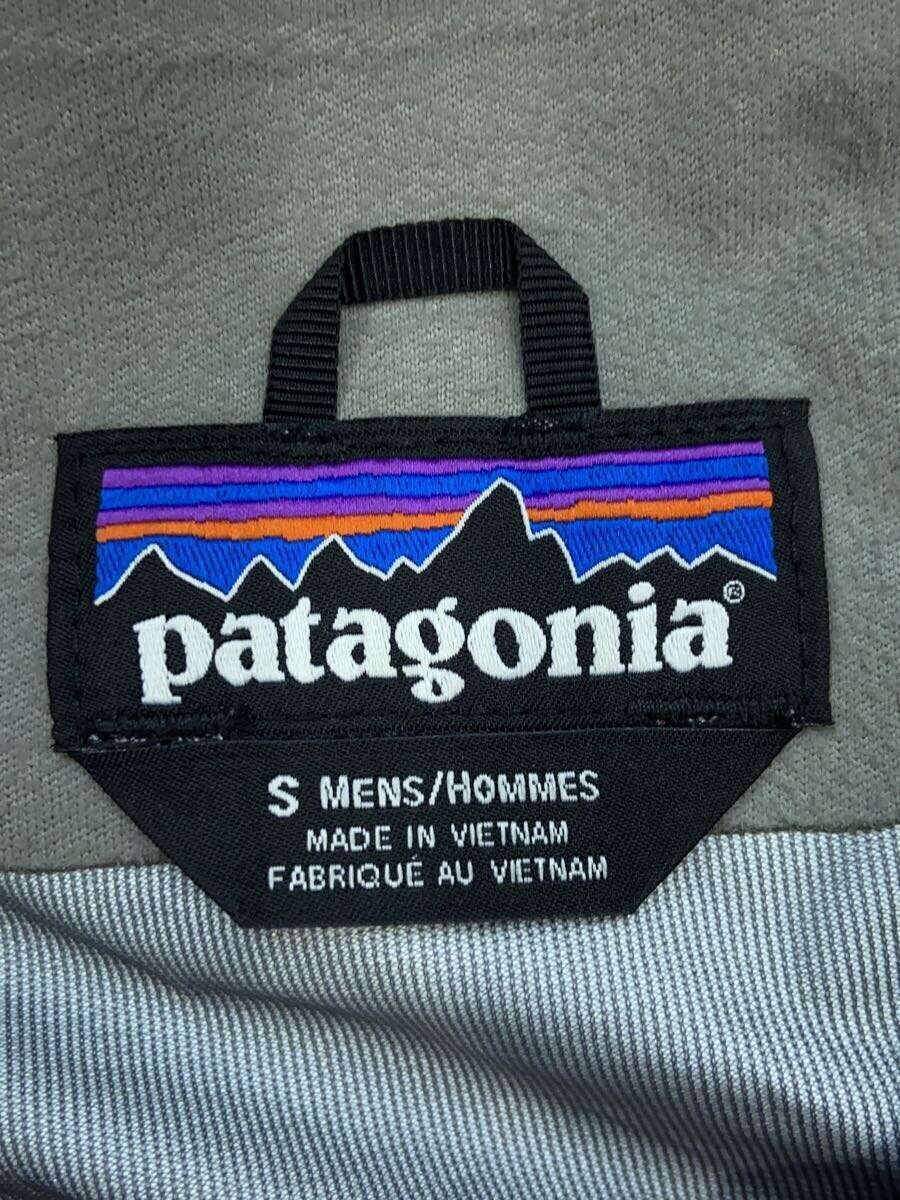 patagonia®
S MENS/HOMMES
MADE IN VIETNAM
FABRIQUÉ AU VIETNAM